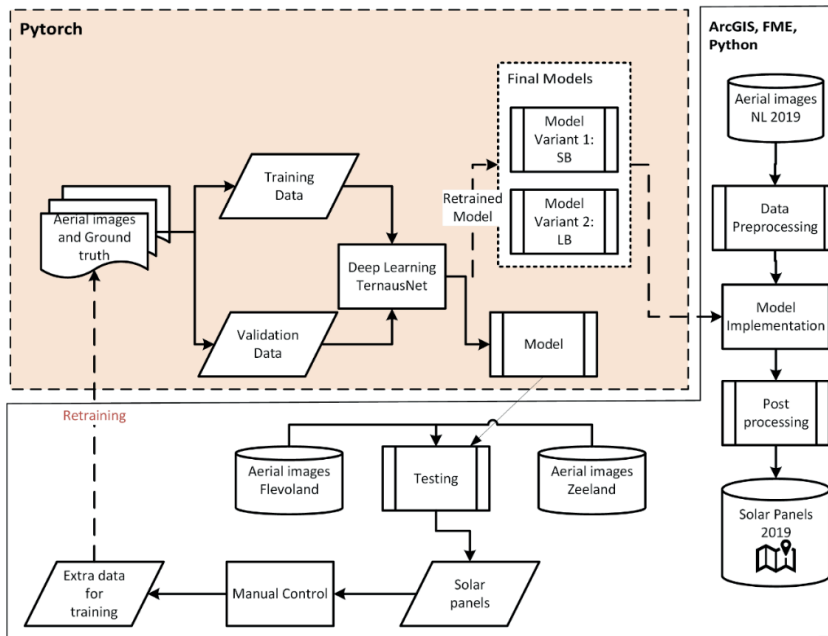 Pytorch
ArcGIS, FME,
Python
Final Models
Aerial images
NL 2019
Model
Variant 1:
SB
Training
Data
Retrained
Model
Model
Variant 2:
LB
Data
Preprocessing
Aerial images
and Ground
truth
Deep Learning
TernausNet
Model
Implementation
Validation
Data
Model
Post
processing
Retraining
Aerial images
Flevoland
Testing
Aerial images
Zeeland
Solar Panels
2019
Extra data
for
training
Manual Control
Solar
panels